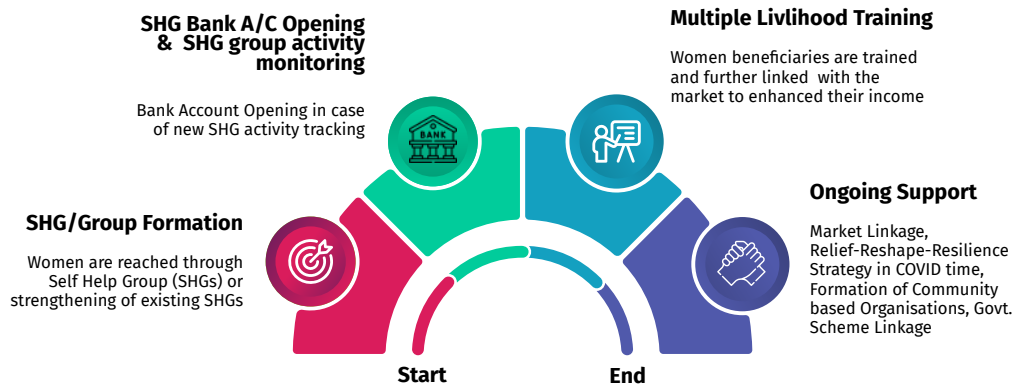 SHG/Group Formation
Women are reached through
Self Help Group (SHGs) or
strengthening of existing SHGs
SHG Bank A/C Opening
& SHG group activity
monitoring
Bank Account Opening in case
of new SHG activity tracking
BANK
Multiple Livlihood Training
Women beneficiaries are trained
and further linked with the
market to enhanced their income
Ongoing Support
Market Linkage,
Relief-Reshape-Resilience
Strategy in COVID time,
Formation of Community
based Organisations, Govt.
Scheme Linkage
Start
End